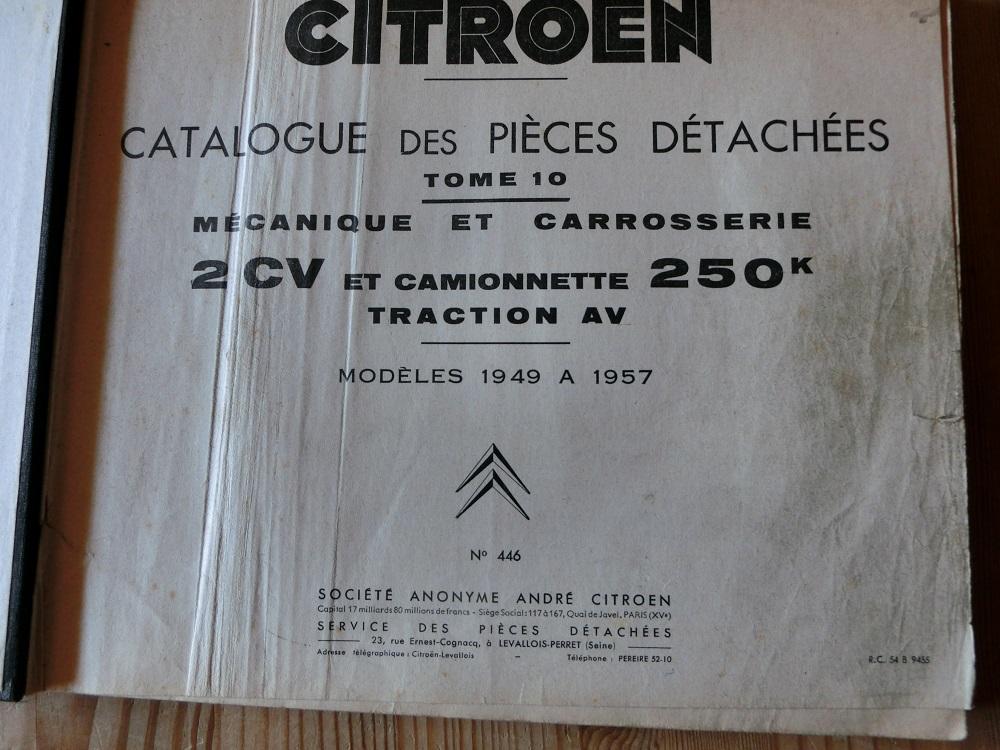 CITROËN
CATALOGUE DES PIÈCES DÉTACHÉES
TOME 10
MÉCANIQUE ET CARROSSERIE
2 CV ET CAMIONNETTE 250K
TRACTION AV
MODÈLES 1949 A 1957
Nº 446
SOCIÉTÉ ANONYME ANDRÉ CITROEN
Capital 17 milliards 80 millions de francs - Siège Social: 117 à 167, Quai de Javel, PARIS (XVe)
SERVICE DES PIÈCES DÉTACHÉES
23, rue Ernest-Cognacq, à LEVALLOIS-PERRET (Seine)
Adresse télégraphique : Citroën-Levallois - Téléphone : PEREIRE 52-10
R.C. 54 B 9455